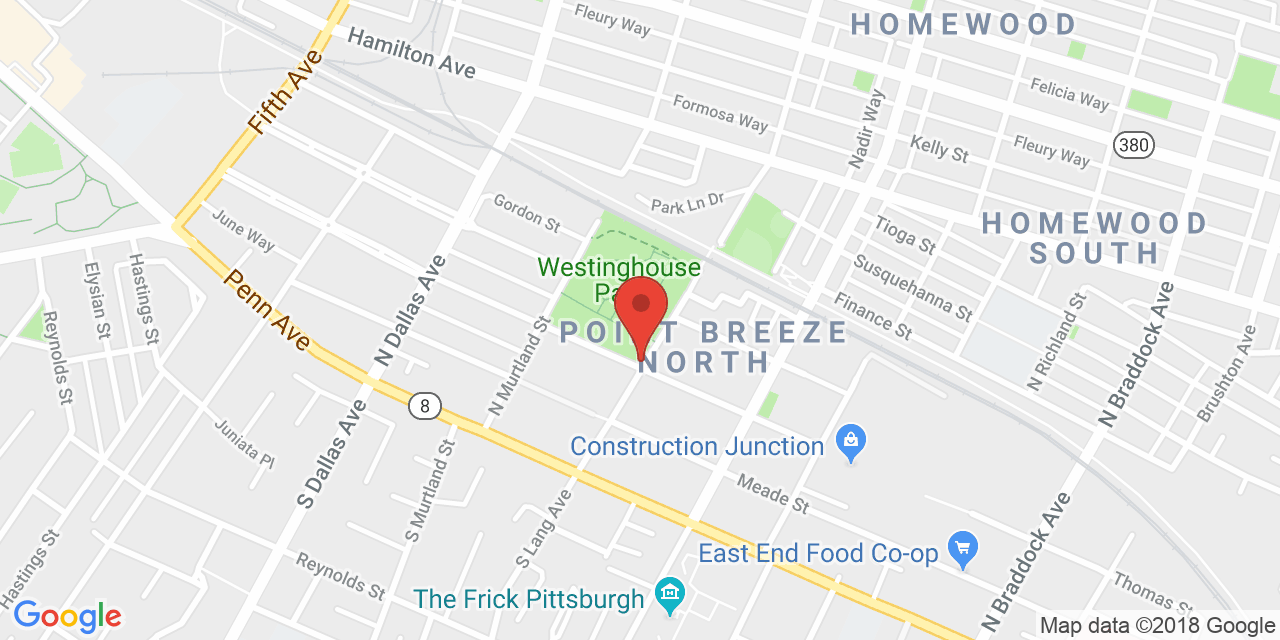 Fleury Way
HOMEWOOD
Hamilton Ave
Fifth Ave
Felicia Way
Formosa Way
Nadir Way
Kelly St
Fleury Way
380
Park Ln Dr
Gordon St
June Way
HOMEWOOD
SOUTH
Tioga St
Susquehanna St
Finance St
Westinghouse
Pa
POINT BREEZE
NORTH
Elysian St
Hastings St
Penn Ave
N Dallas Ave
Reynolds St
N Murtland St
N Richland St
N Braddock Ave
Brushton Ave
8
Construction Junction
Juniata Pl
S Dallas Ave
S Murtland St
Meade St
S Lang Ave
East End Food Co-op
N Braddock Ave
Hastings St
Reynolds St
The Frick Pittsburgh
Thomas St
Google
Map data ©2018 Google